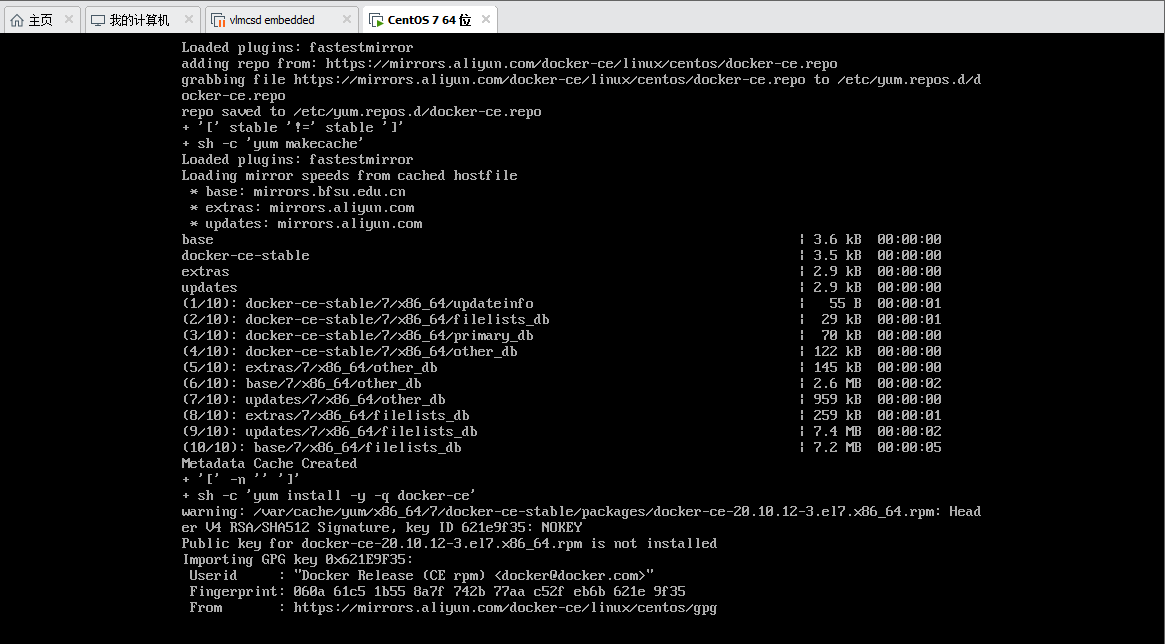 主页 我的计算机 vlmcsd embedded CentOS 7 64 位
Loaded plugins: fastestmirror
adding repo from: https://mirrors.aliyun.com/docker-ce/linux/centos/docker-ce.repo
grabbing file https://mirrors.aliyun.com/docker-ce/linux/centos/docker-ce.repo to /etc/yum.repos.d/d
ocker-ce.repo
repo saved to /etc/yum.repos.d/docker-ce.repo
+ '[' stable '!=' stable ']'
+ sh -c 'yum makecache'
Loaded plugins: fastestmirror
Loading mirror speeds from cached hostfile
 * base: mirrors.bfsu.edu.cn
 * extras: mirrors.aliyun.com
 * updates: mirrors.aliyun.com
base | 3.6 kB 00:00:00
docker-ce-stable | 3.5 kB 00:00:00
extras | 2.9 kB 00:00:00
updates | 2.9 kB 00:00:00
(1/10): docker-ce-stable/7/x86_64/updateinfo | 55 B 00:00:01
(2/10): docker-ce-stable/7/x86_64/filelists_db | 29 kB 00:00:01
(3/10): docker-ce-stable/7/x86_64/primary_db | 70 kB 00:00:00
(4/10): docker-ce-stable/7/x86_64/other_db | 122 kB 00:00:00
(5/10): extras/7/x86_64/other_db | 145 kB 00:00:00
(6/10): base/7/x86_64/other_db | 2.6 MB 00:00:02
(7/10): updates/7/x86_64/other_db | 959 kB 00:00:00
(8/10): extras/7/x86_64/filelists_db | 259 kB 00:00:01
(9/10): updates/7/x86_64/filelists_db | 7.4 MB 00:00:02
(10/10): base/7/x86_64/filelists_db | 7.2 MB 00:00:05
Metadata Cache Created
+ '[' -n '' ']'
+ sh -c 'yum install -y -q docker-ce'
warning: /var/cache/yum/x86_64/7/docker-ce-stable/packages/docker-ce-20.10.12-3.el7.x86_64.rpm: Head
er V4 RSA/SHA512 Signature, key ID 621e9f35: NOKEY
Public key for docker-ce-20.10.12-3.el7.x86_64.rpm is not installed
Importing GPG key 0x621E9F35:
 Userid : "Docker Release (CE rpm) <docker@docker.com>"
 Fingerprint: 060a 61c5 1b55 8a7f 742b 77aa c52f eb6b 621e 9f35
 From : https://mirrors.aliyun.com/docker-ce/linux/centos/gpg